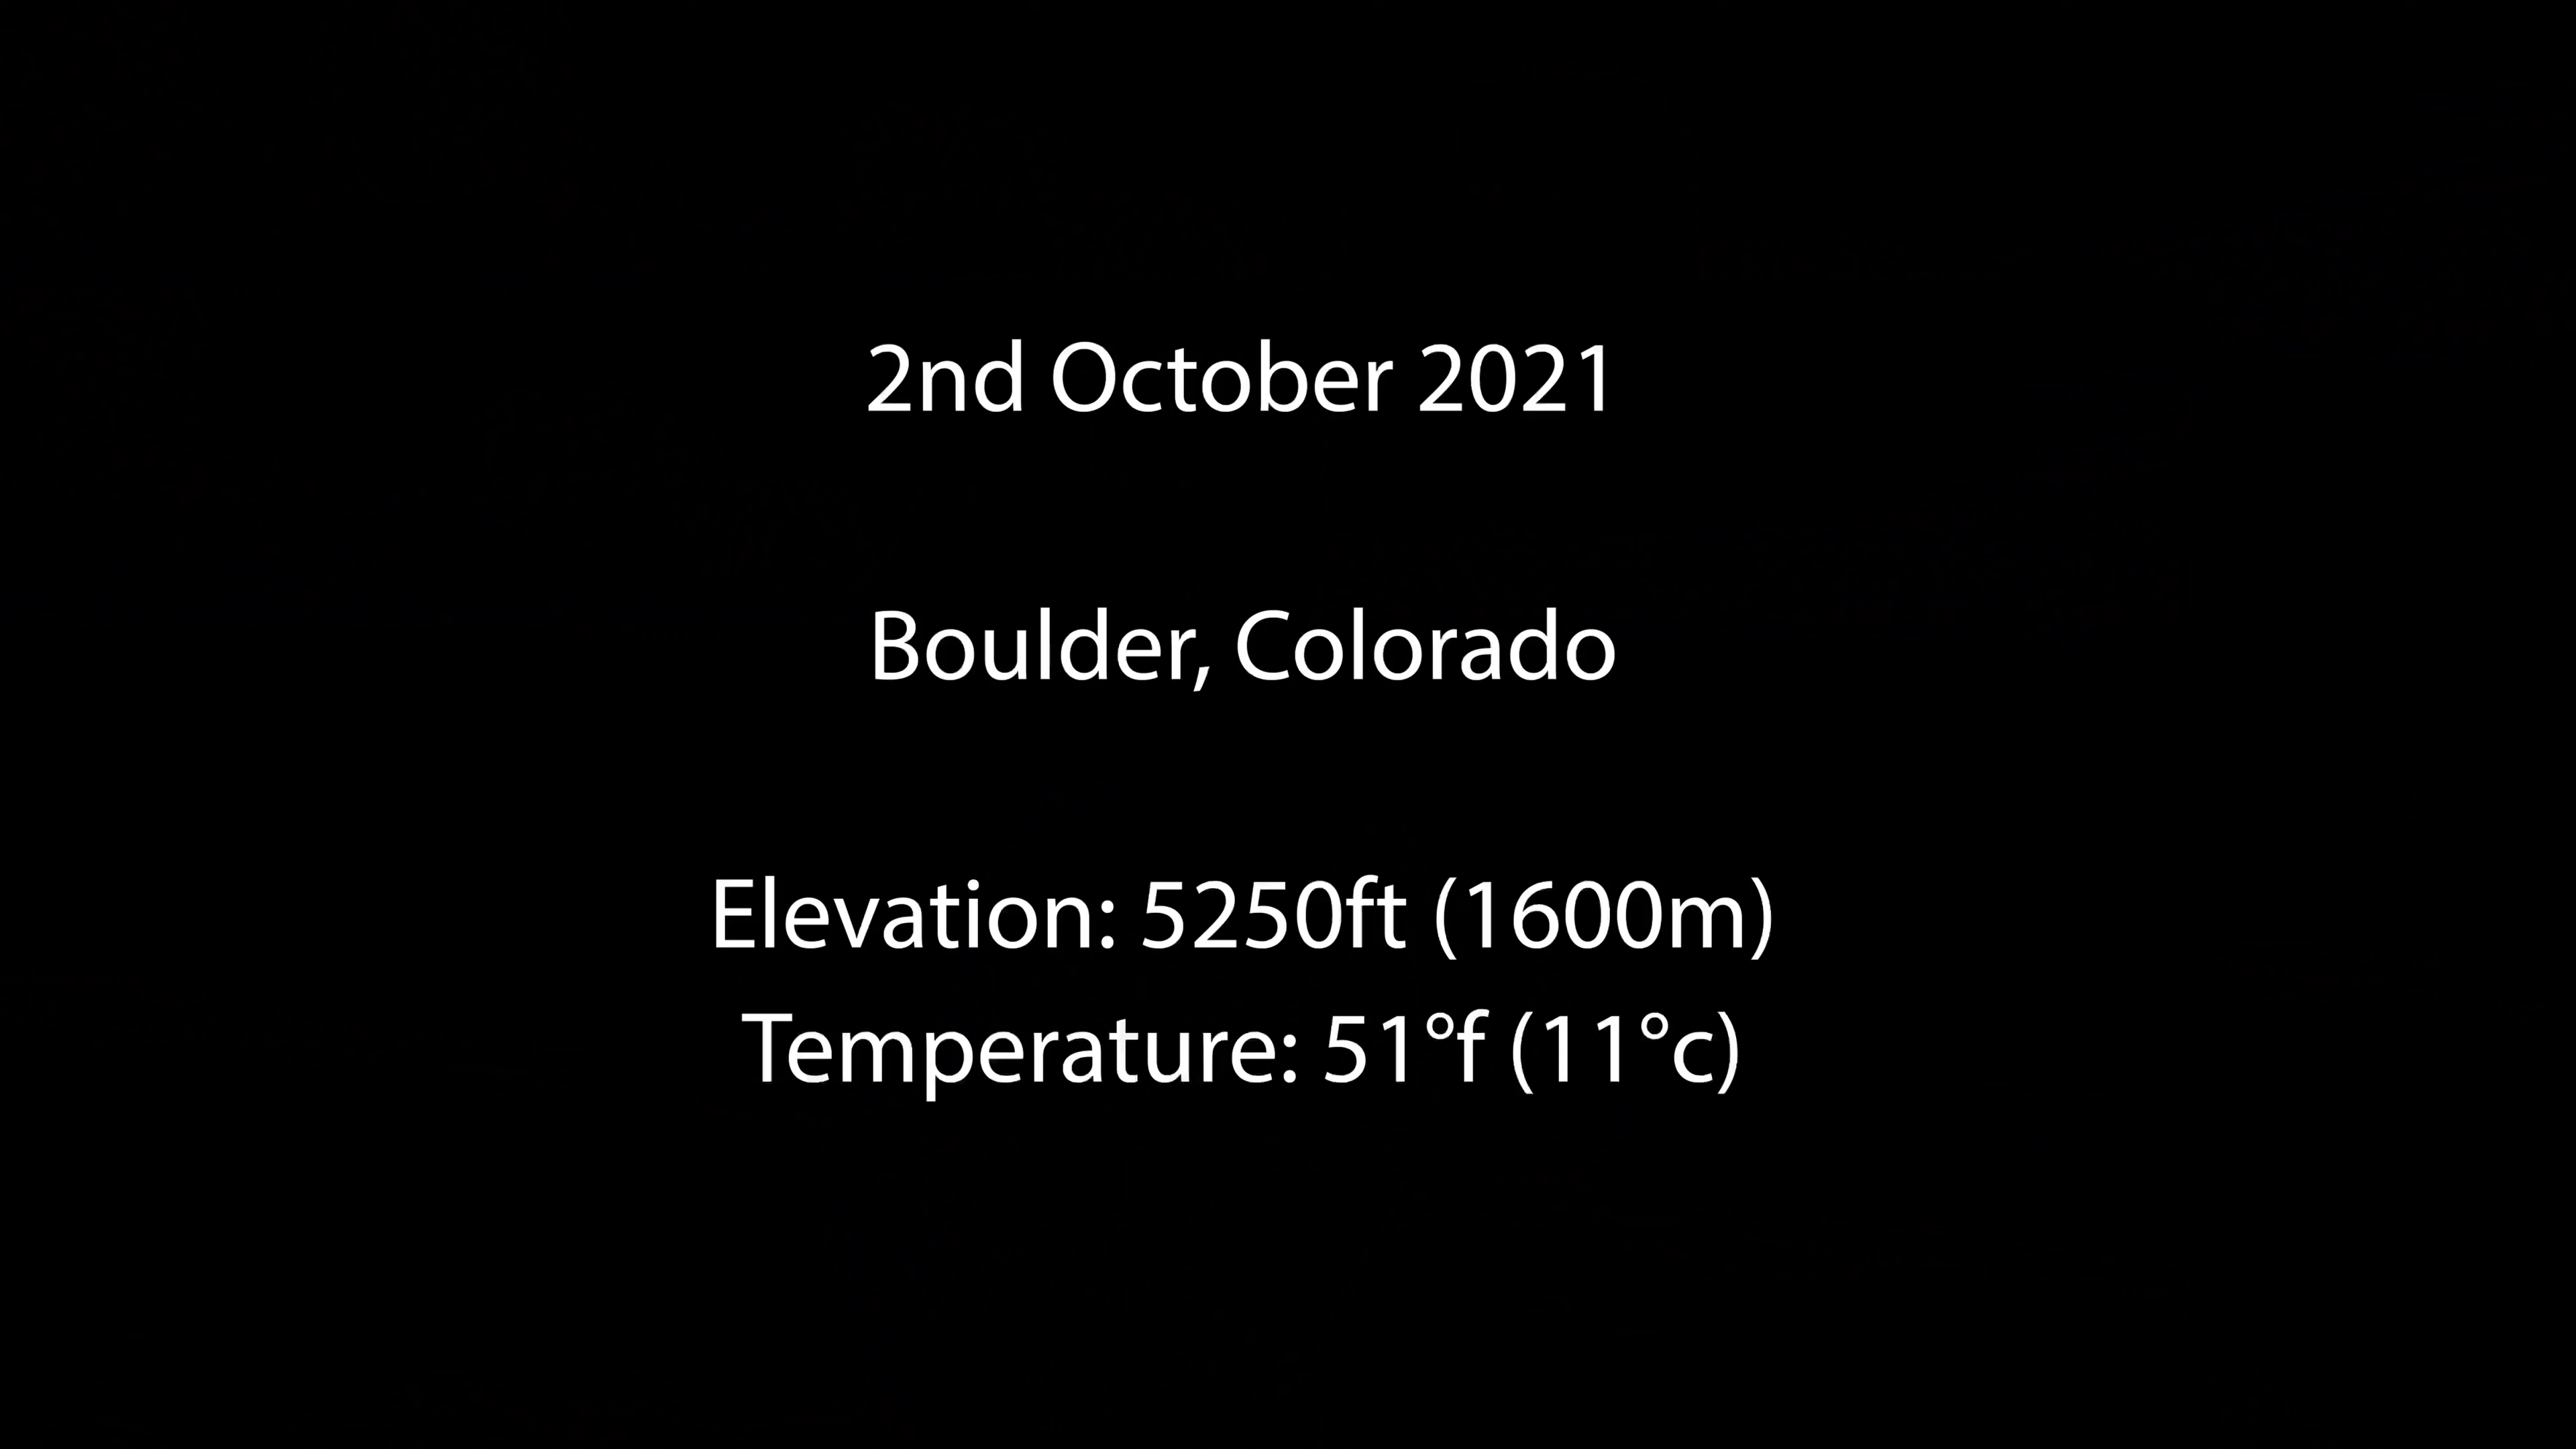 2nd October 2021
Boulder, Colorado
Elevation: 5250ft (1600m)
Temperature: 51°f (11°c)